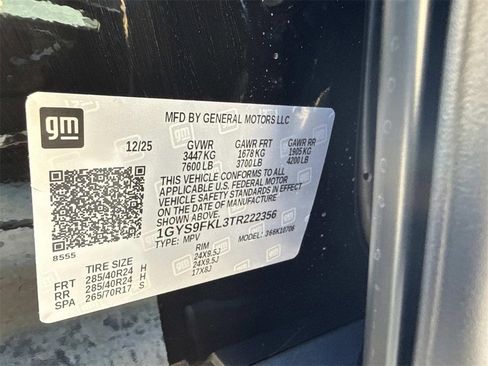 gm
MFD BY GENERAL MOTORS LLC
12/25 GVWR GAWR FRT GAWR RR
3447 KG 1678 KG 1905 KG
7600 LB 3700 LB 4200 LB
THIS VEHICLE CONFORMS TO ALL
APPLICABLE U.S. FEDERAL MOTOR
VEHICLE SAFETY STANDARDS IN EFFECT
ON THE DATE OF MANUFACTURE
SHOWN ABOVE.
1GYS9FKL3TR222356
8555 TYPE: MPV MODEL: 366K10706
TIRE SIZE RIM
FRT 285/40R24 H 24X9.5J
RR 285/40R24 H 24X9.5J
SPA 265/70R17 S 17X8J